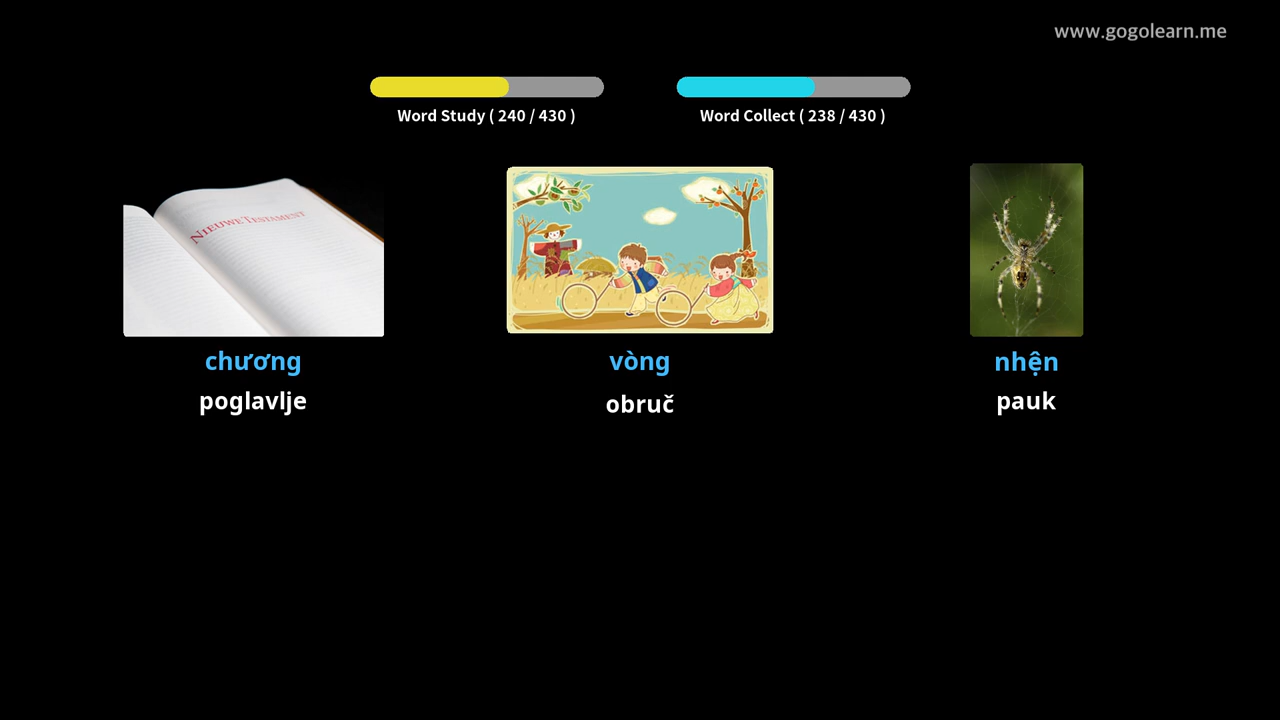 www.gogolearn.me
Word Study ( 240 / 430 )
Word Collect ( 238 / 430 )
NIEUWE TESTAMENT
chương
vòng
nhện
poglavlje
obruč
pauk